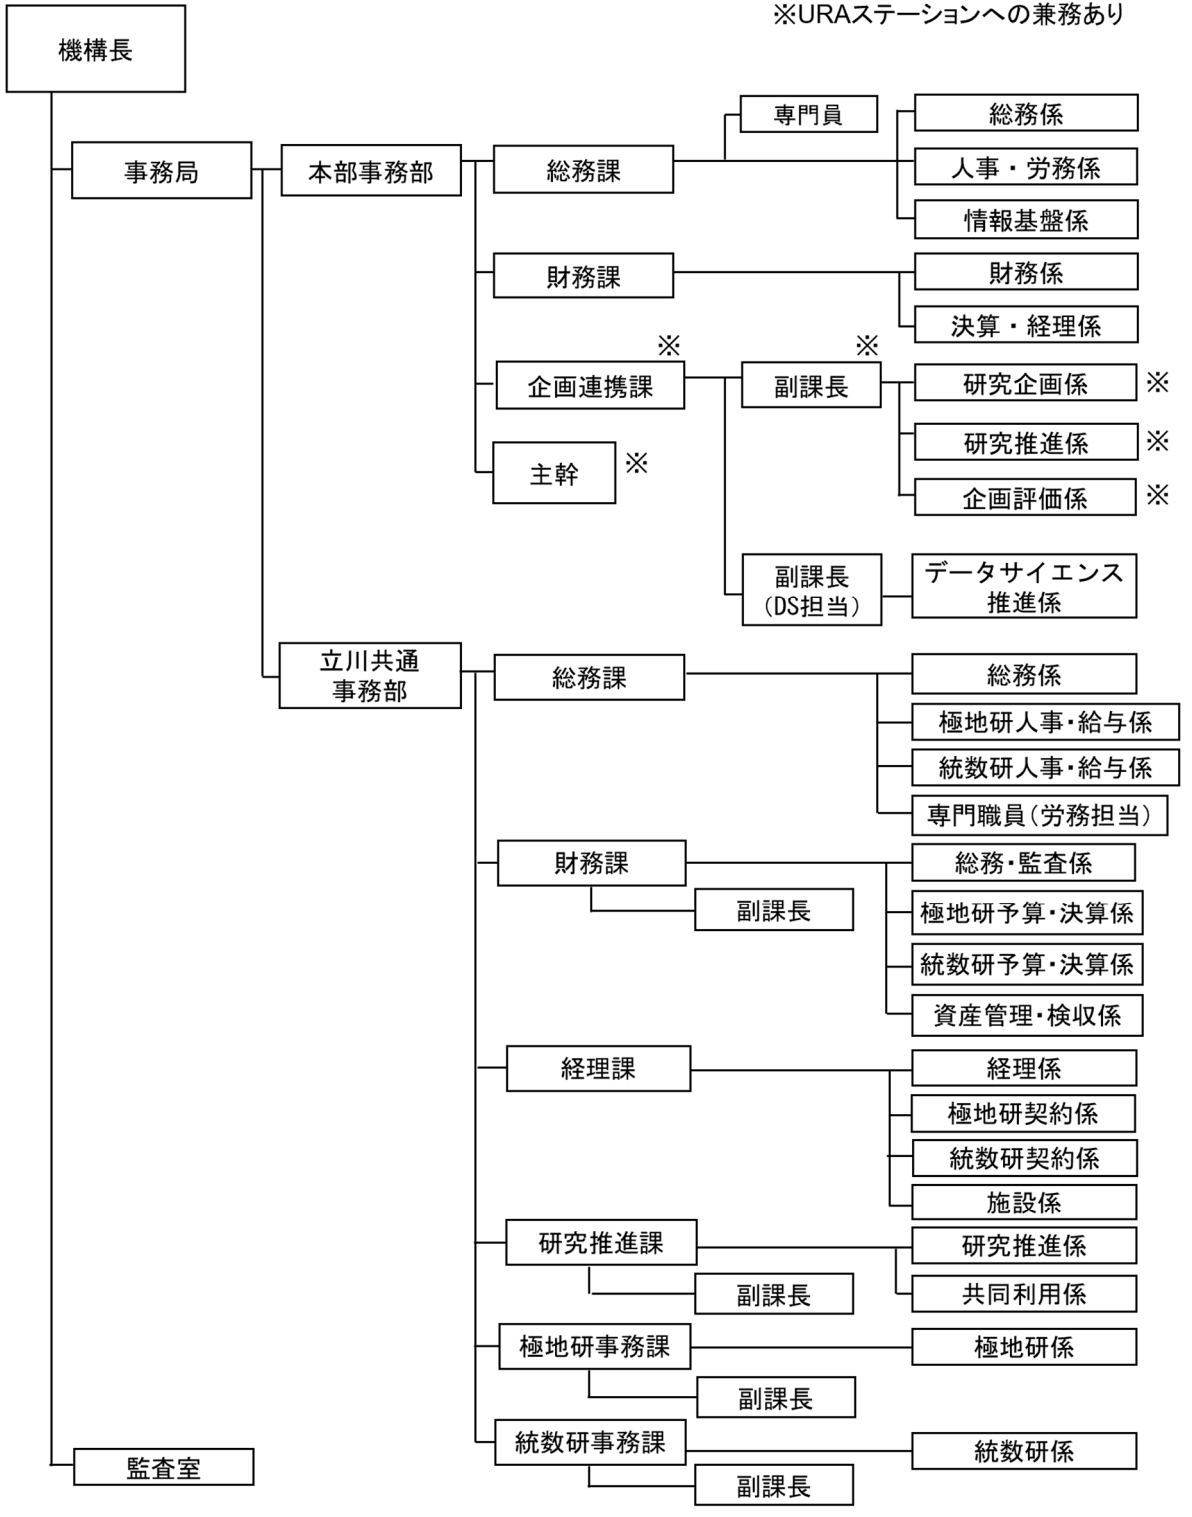 ※URAステーションへの兼務あり
機構長
事務局
本部事務部
総務課
専門員
総務係
人事・労務係
情報基盤係
財務課
財務係
決算・経理係
※
企画連携課
※
副課長
研究企画係
※
研究推進係
※
企画評価係
※
主幹
※
副課長
（DS担当）
データサイエンス
推進係
立川共通
事務部
総務課
総務係
極地研人事・給与係
統数研人事・給与係
専門職員（労務担当）
財務課
副課長
総務・監査係
極地研予算・決算係
統数研予算・決算係
資産管理・検収係
経理課
経理係
極地研契約係
統数研契約係
施設係
研究推進課
副課長
研究推進係
共同利用係
極地研事務課
副課長
極地研係
統数研事務課
副課長
統数研係
監査室